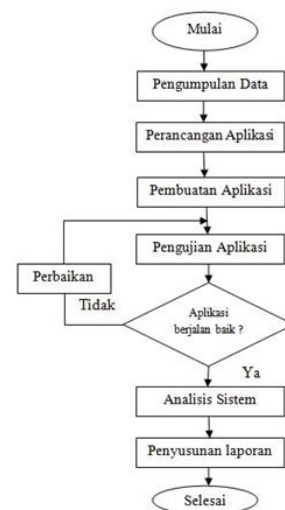 Mulai
Pengumpulan Data
Perancangan Aplikasi
Pembuatan Aplikasi
Pengujian Aplikasi
Perbaikan
Tidak
Aplikasi
berjalan baik ?
Ya
Analisis Sistem
Penyusunan laporan
Selesai